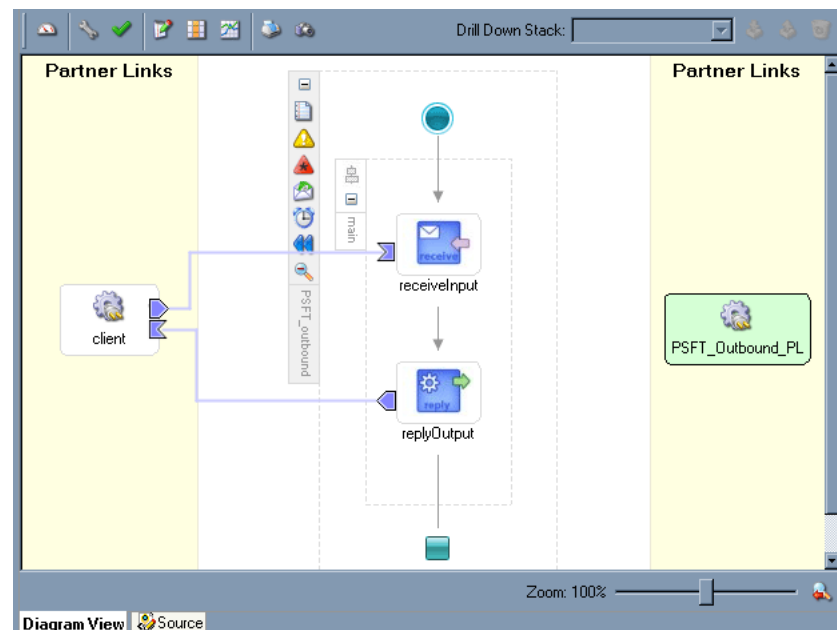 Drill Down Stack:
Partner Links
Partner Links
main
receive
receiveInput
PSFT_outbound
client
PSFT_Outbound_PL
reply
replyOutput
Zoom: 100%
Diagram View
Source